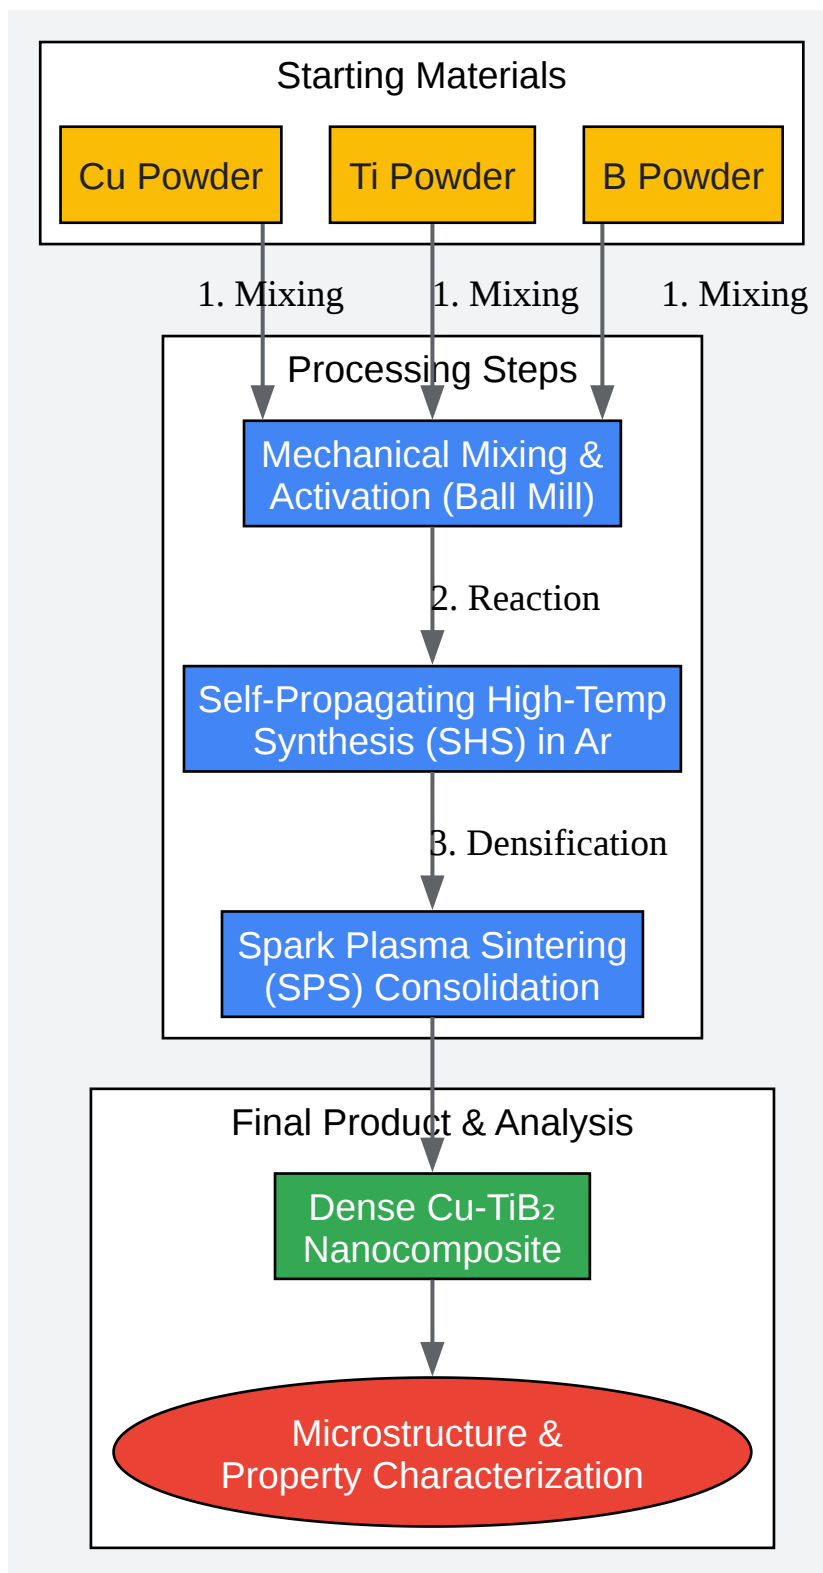 Starting Materials
Cu Powder
Ti Powder
B Powder
1. Mixing
1. Mixing
1. Mixing
Processing Steps
Mechanical Mixing &
Activation (Ball Mill)
2. Reaction
Self-Propagating High-Temp
Synthesis (SHS) in Ar
3. Densification
Spark Plasma Sintering
(SPS) Consolidation
Final Product & Analysis
Dense Cu-TiB₂
Nanocomposite
Microstructure &
Property Characterization